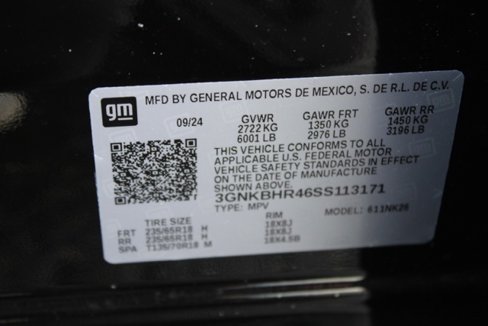 gm MFD BY GENERAL MOTORS DE MEXICO, S. DE R.L. DE C.V.
09/24 GVWR GAWR FRT GAWR RR
2722 KG 1350 KG 1450 KG
6001 LB 2976 LB 3196 LB
THIS VEHICLE CONFORMS TO ALL
APPLICABLE U.S. FEDERAL MOTOR
VEHICLE SAFETY STANDARDS IN EFFECT
ON THE DATE OF MANUFACTURE
SHOWN ABOVE.
3GNKBHR46SS113171
TYPE: MPV MODEL: 611NK26
TIRE SIZE RIM
FRT 235/65R18 H 18X8J
RR 235/65R18 H 18X8J
SPA T135/70R18 M 18X4.5B